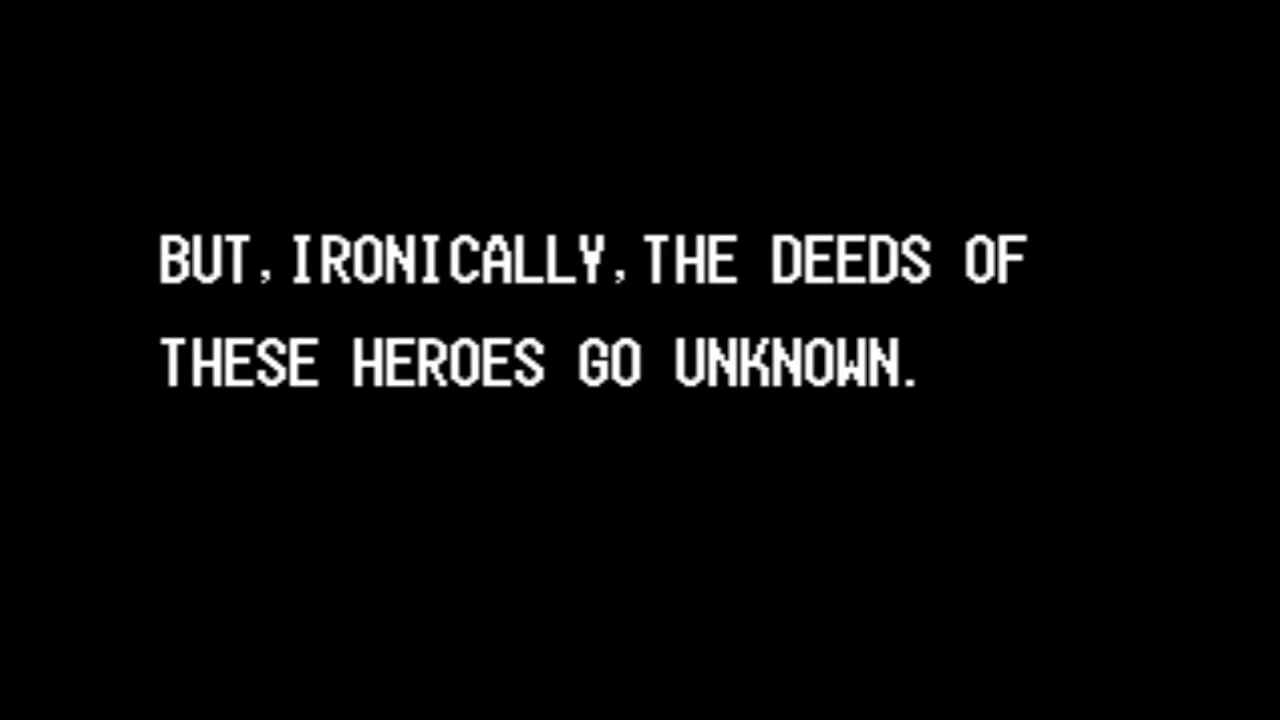 BUT,IRONICALLY,THE DEEDS OF
THESE HEROES GO UNKNOWN.